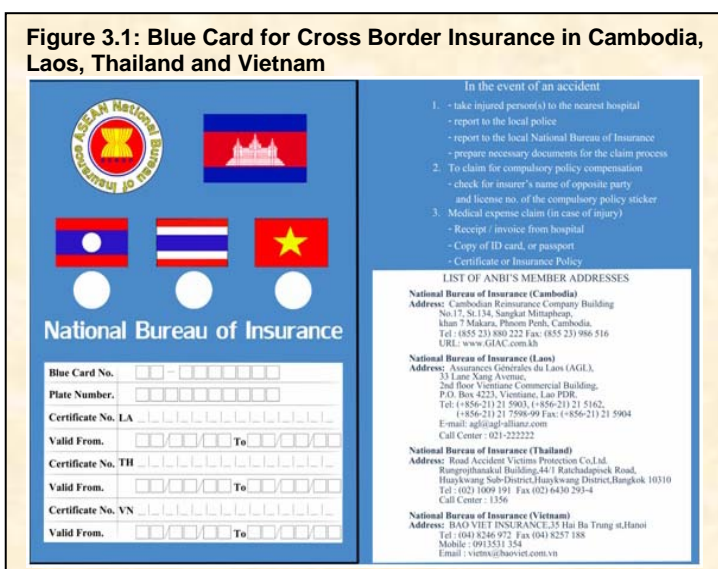 Figure 3.1: Blue Card for Cross Border Insurance in Cambodia,
Laos, Thailand and Vietnam
ASEAN National Bureau of Insurance
National Bureau of Insurance
Blue Card No. –
Plate Number.
Certificate No. LA
Valid From. / / To / /
Certificate No. TH
Valid From. / / To / /
Certificate No. VN
Valid From. / / To / /
In the event of an accident
1. - take injured person(s) to the nearest hospital
- report to the local police
- report to the local National Bureau of Insurance
- prepare necessary documents for the claim process
2. To claim for compulsory policy compensation
- check for insurer's name of opposite party
and license no. of the compulsory policy sticker
3. Medical expense claim (in case of injury)
- Receipt / invoice from hospital
- Copy of ID card, or passport
- Certificate or Insurance Policy
LIST OF ANBI'S MEMBER ADDRESSES
National Bureau of Insurance (Cambodia)
Address: Cambodian Reinsurance Company Building
No.17, St.134, Sangkat Mittapheap,
khan 7 Makara, Phnom Penh, Cambodia.
Tel : (855 23) 880 222 Fax: (855 23) 986 516
URL: www.GIAC.com.kh
National Bureau of Insurance (Laos)
Address: Assurances Générales du Laos (AGL),
33 Lane Xang Avenue,
2nd floor Vientiane Commercial Building,
P.O. Box 4223, Vientiane, Lao PDR.
Tel: (+856-21) 21 5903, (+856-21) 21 5162,
(+856-21) 21 7598-99 Fax: (+856-21) 21 5904
E-mail: agl@agl-allianz.com
Call Center : 021-222222
National Bureau of Insurance (Thailand)
Address: Road Accident Victims Protection Co,Ltd.
Rungrojthanakul Building,44/1 Ratchadapisek Road,
Huaykwang Sub-District,Huaykwang District,Bangkok 10310
Tel : (02) 1009 191 Fax (02) 6430 293-4
Call Center : 1356
National Bureau of Insurance (Vietnam)
Address: BAO VIET INSURANCE,35 Hai Ba Trung st,Hanoi
Tel : (04) 8246 972 Fax (04) 8257 188
Mobile : 0913531 354
Email : vietnx@baoviet.com.vn